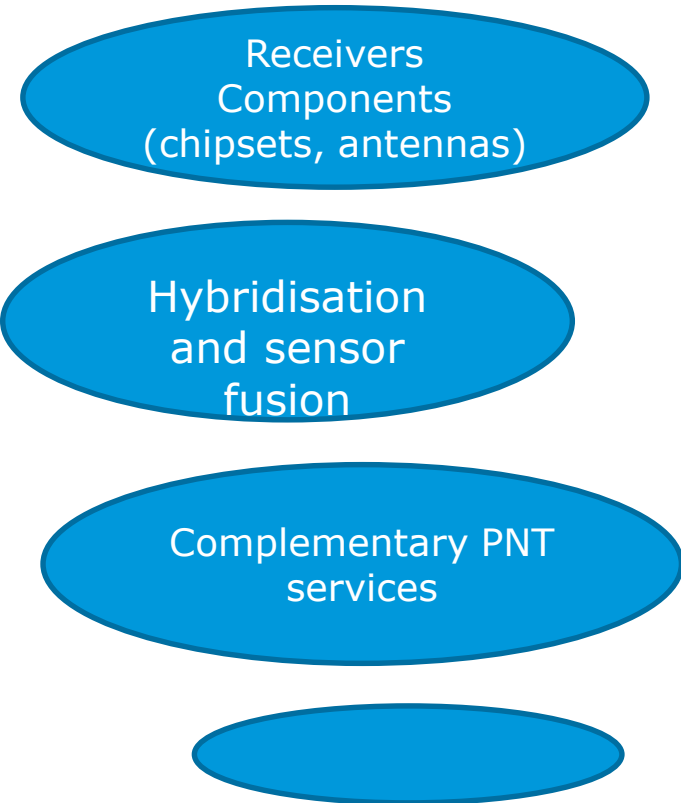 Receivers
Components
(chipsets, antennas)
Hybridisation
and sensor
fusion
Complementary PNT
services